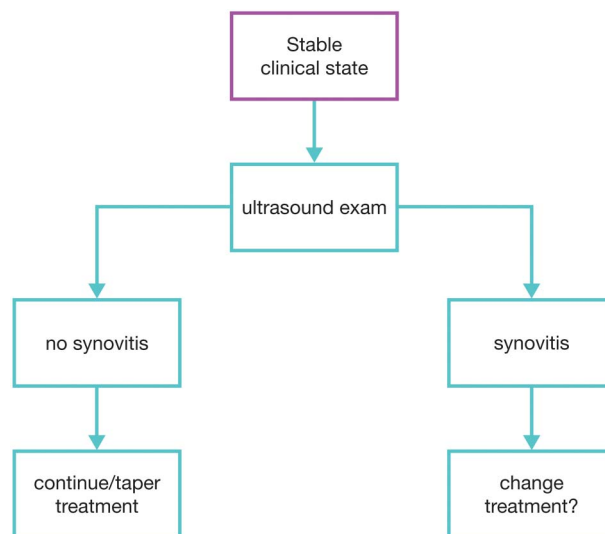 Stable
clinical state
ultrasound exam
no synovitis
synovitis
continue/taper
treatment
change
treatment?